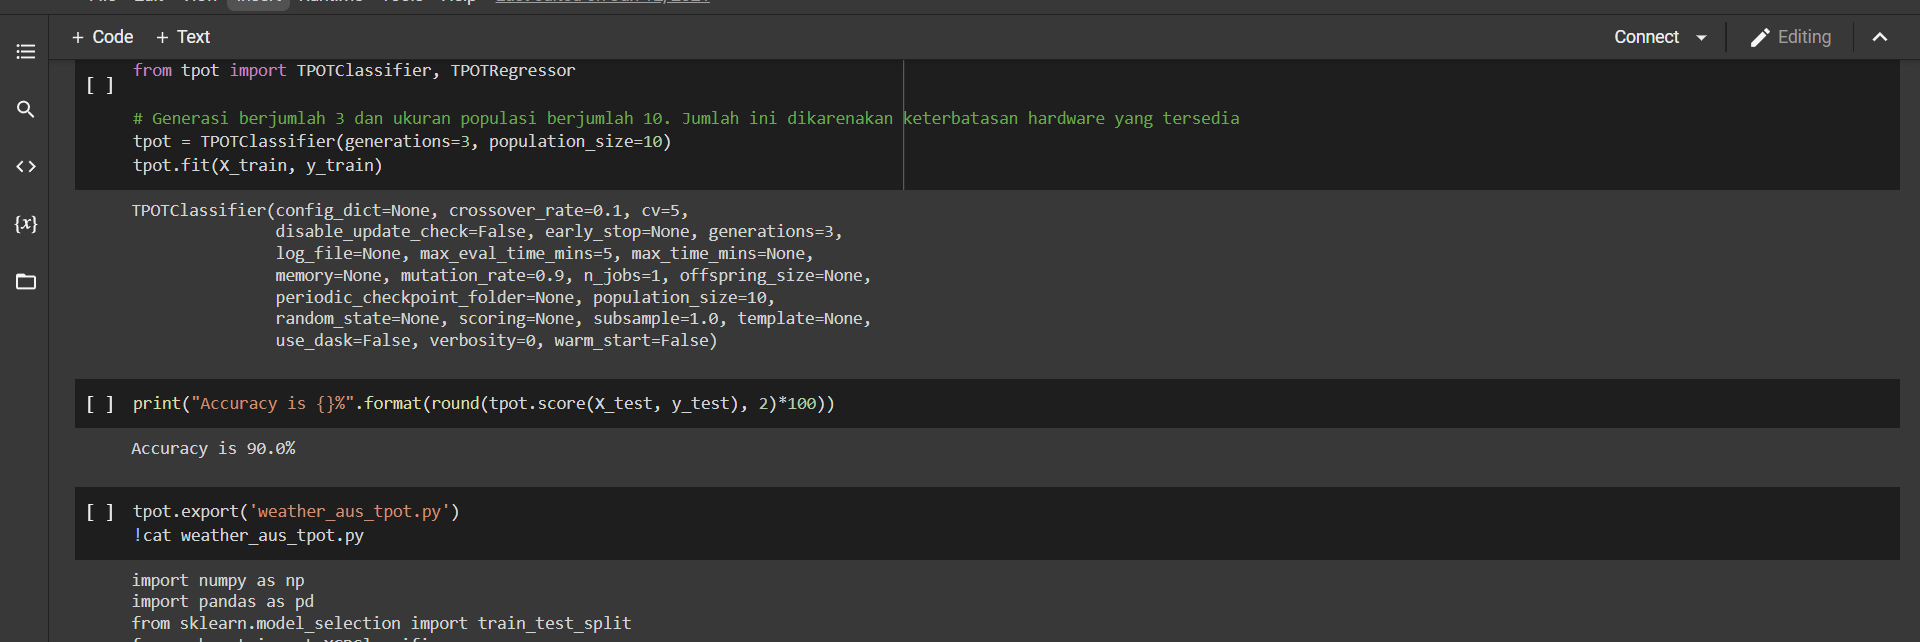 Insert
+ Code + Text
Connect
Editing
from tpot import TPOTClassifier, TPOTRegressor
[ ]
# Generasi berjumlah 3 dan ukuran populasi berjumlah 10. Jumlah ini dikarenakan keterbatasan hardware yang tersedia
tpot = TPOTClassifier(generations=3, population_size=10)
tpot.fit(X_train, y_train)
TPOTClassifier(config_dict=None, crossover_rate=0.1, cv=5,
disable_update_check=False, early_stop=None, generations=3,
log_file=None, max_eval_time_mins=5, max_time_mins=None,
memory=None, mutation_rate=0.9, n_jobs=1, offspring_size=None,
periodic_checkpoint_folder=None, population_size=10,
random_state=None, scoring=None, subsample=1.0, template=None,
use_dask=False, verbosity=0, warm_start=False)
[ ] print("Accuracy is {}%".format(round(tpot.score(X_test, y_test), 2)*100))
Accuracy is 90.0%
[ ] tpot.export('weather_aus_tpot.py')
!cat weather_aus_tpot.py
import numpy as np
import pandas as pd
from sklearn.model_selection import train_test_split